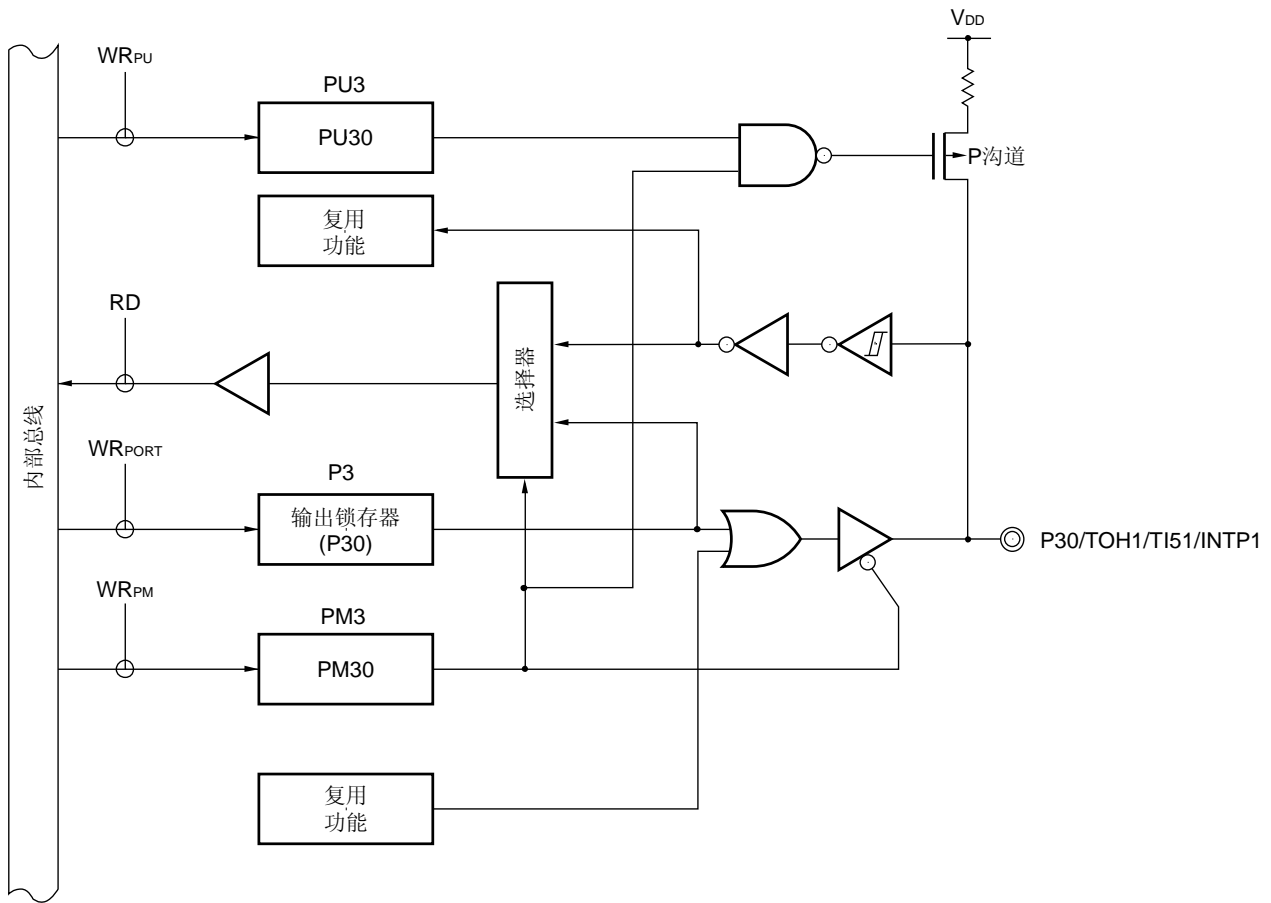 VDD
WRPU
PU3
PU30
P沟道
复用
功能
RD
选择器
内部总线
WRPORT
P3
输出锁存器
(P30)
P30/TOH1/TI51/INTP1
WRPM
PM3
PM30
复用
功能